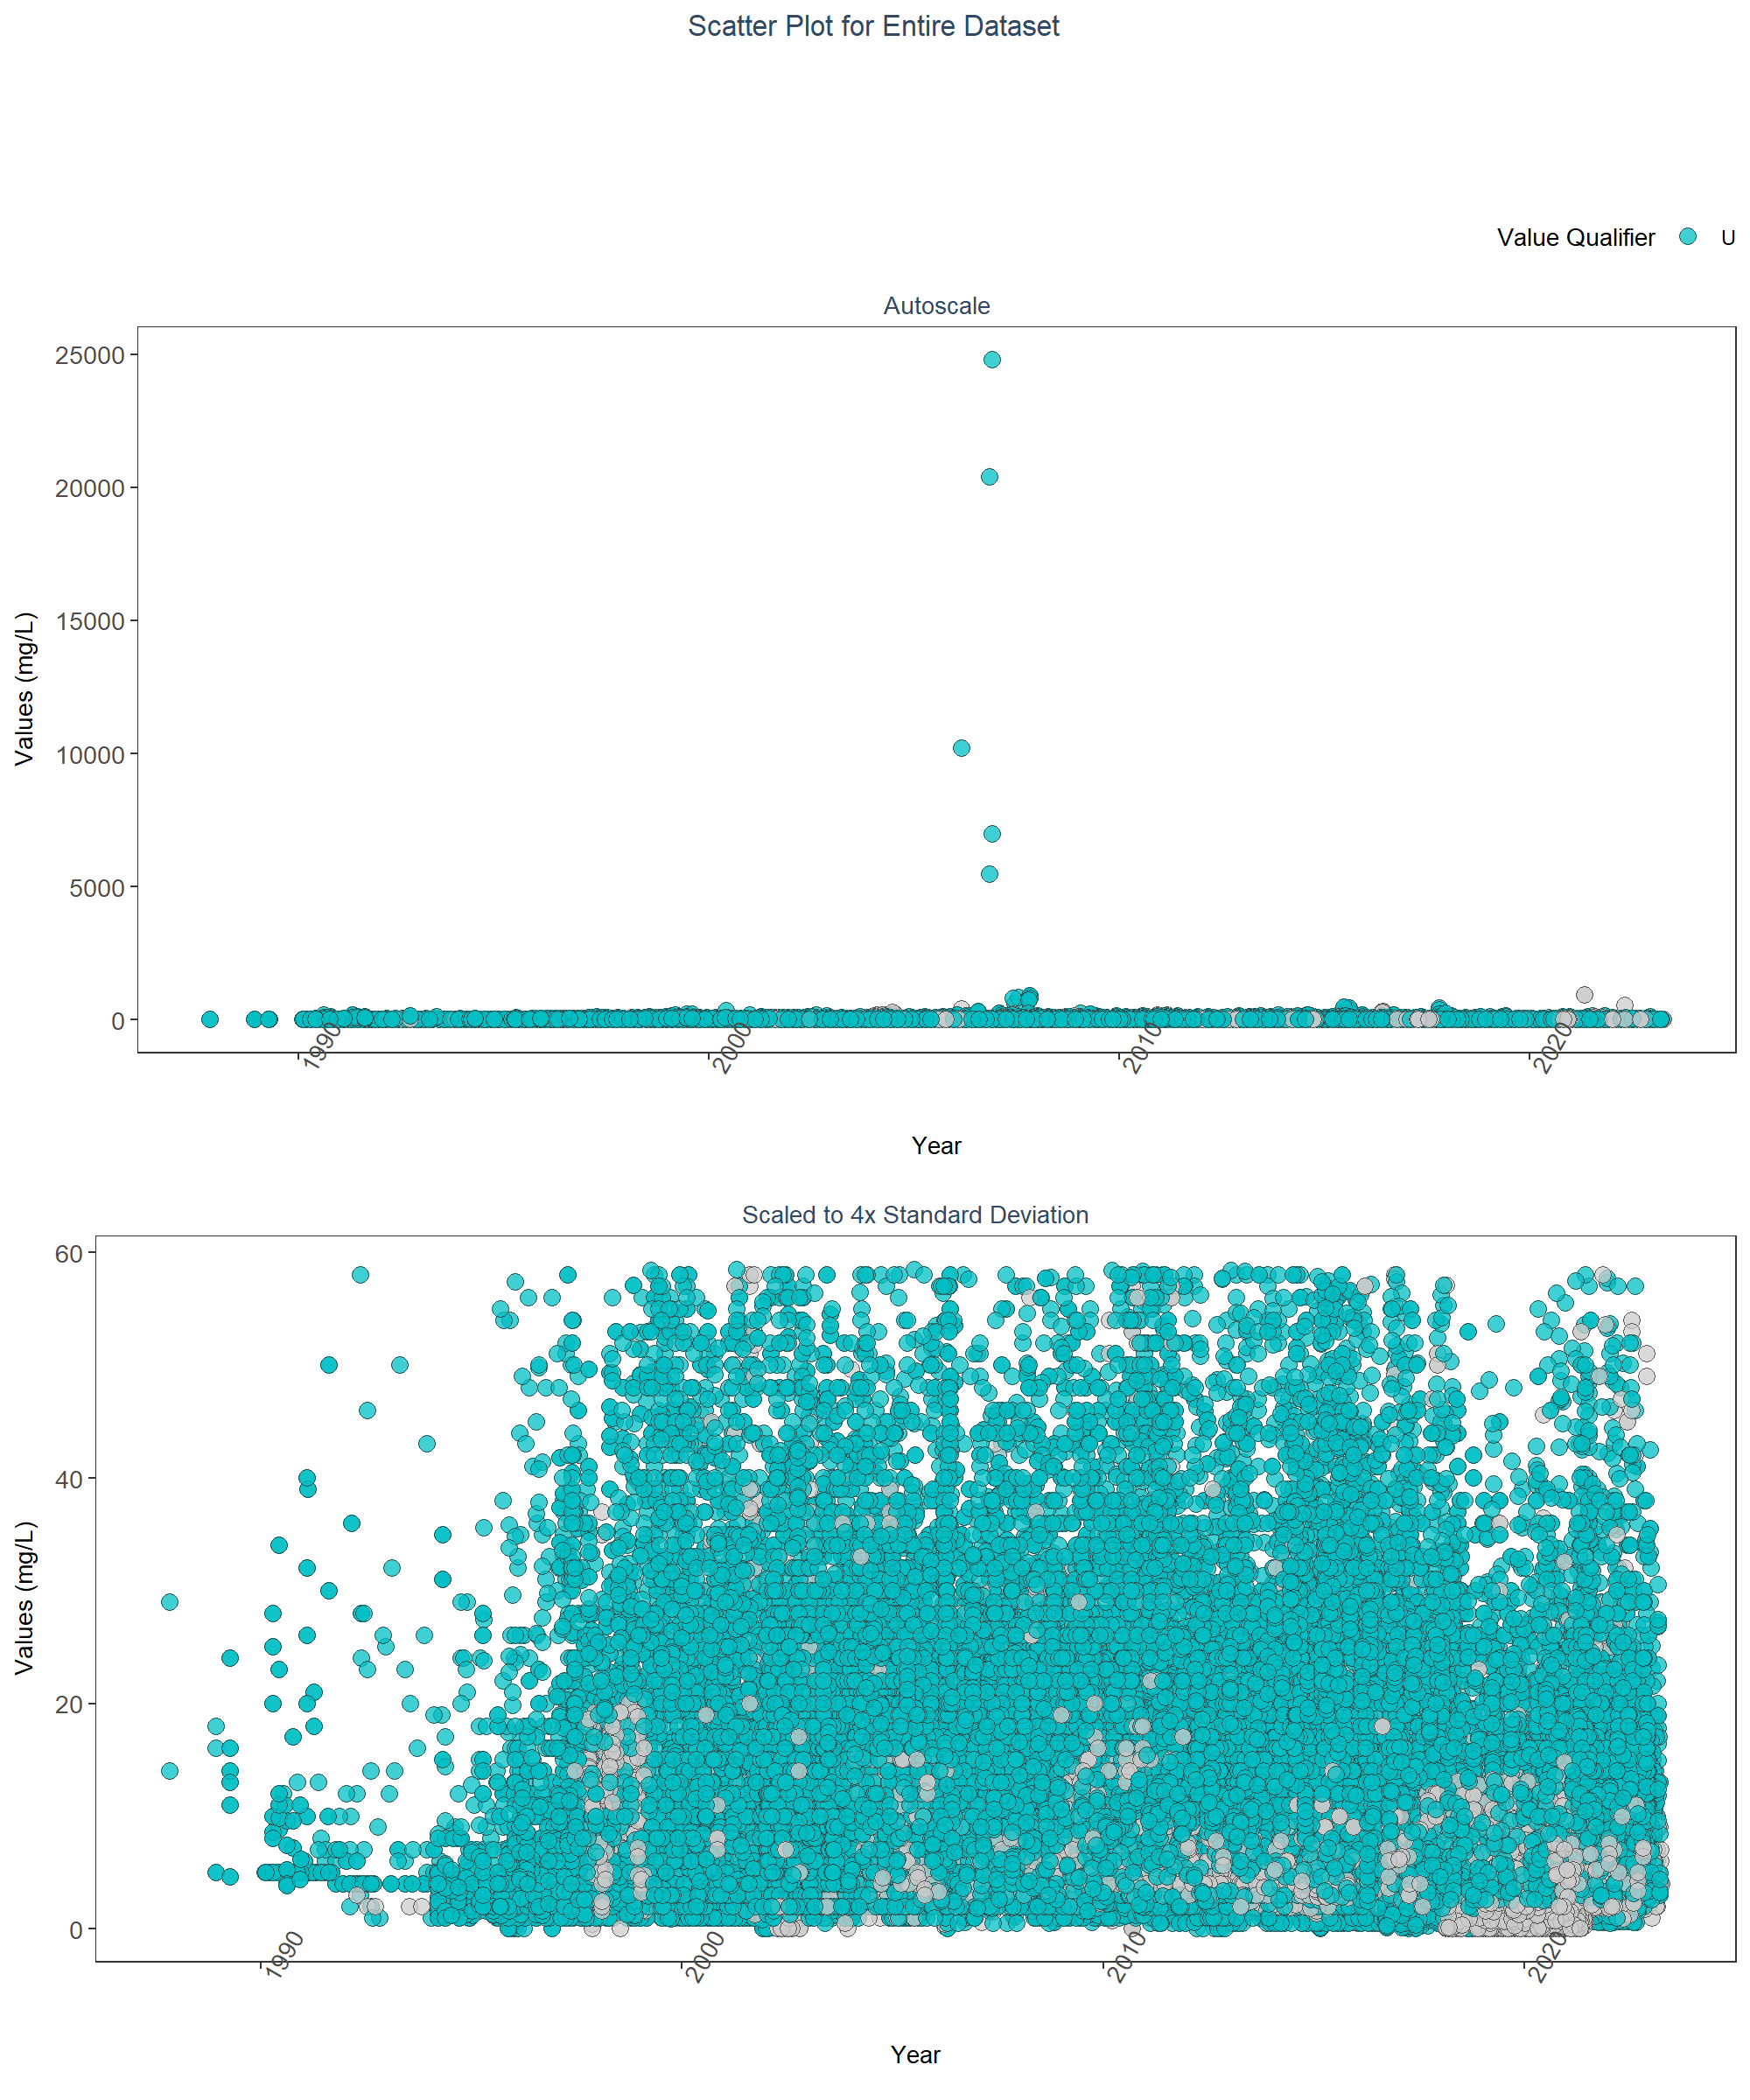 Scatter Plot for Entire Dataset
Value Qualifier U
Autoscale
25000
20000
15000
10000
5000
0
Values (mg/L)
1990 2000 2010 2020
Year
Scaled to 4x Standard Deviation
60
40
20
0
Values (mg/L)
1990 2000 2010 2020
Year